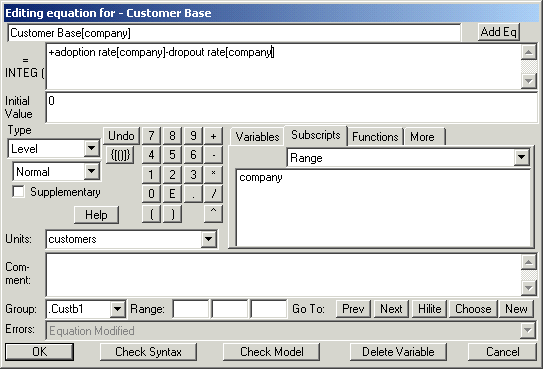 Editing equation for - Customer Base
Customer Base[company] Add Eq
= INTEG ( +adoption rate[company]-dropout rate[company]
Initial Value 0
Type Undo 7 8 9 + Variables Subscripts Functions More
Level {[()]} 4 5 6 - Range
Normal 1 2 3 * company
Supplementary 0 E . /
Help ( ) ^
Units: customers
Com-
ment:
Group: .Custb1 Range: Go To: Prev Next Hilite Choose New
Errors: Equation Modified
OK Check Syntax Check Model Delete Variable Cancel